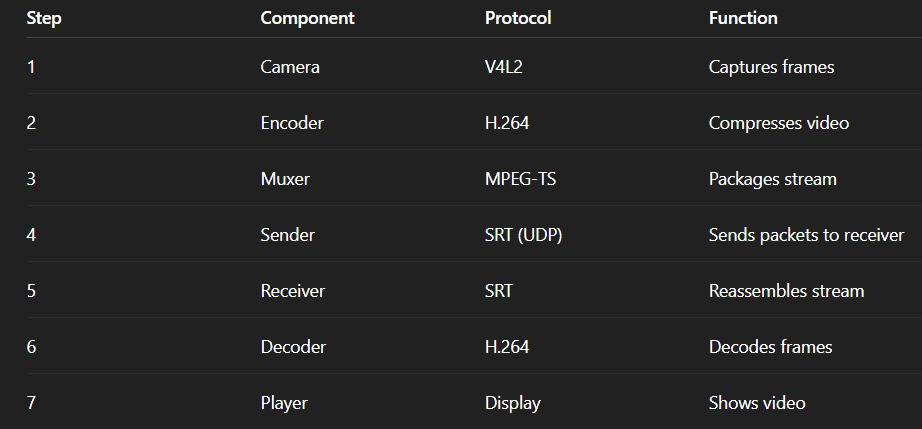 Step Component Protocol Function
1 Camera V4L2 Captures frames
2 Encoder H.264 Compresses video
3 Muxer MPEG-TS Packages stream
4 Sender SRT (UDP) Sends packets to receiver
5 Receiver SRT Reassembles stream
6 Decoder H.264 Decodes frames
7 Player Display Shows video